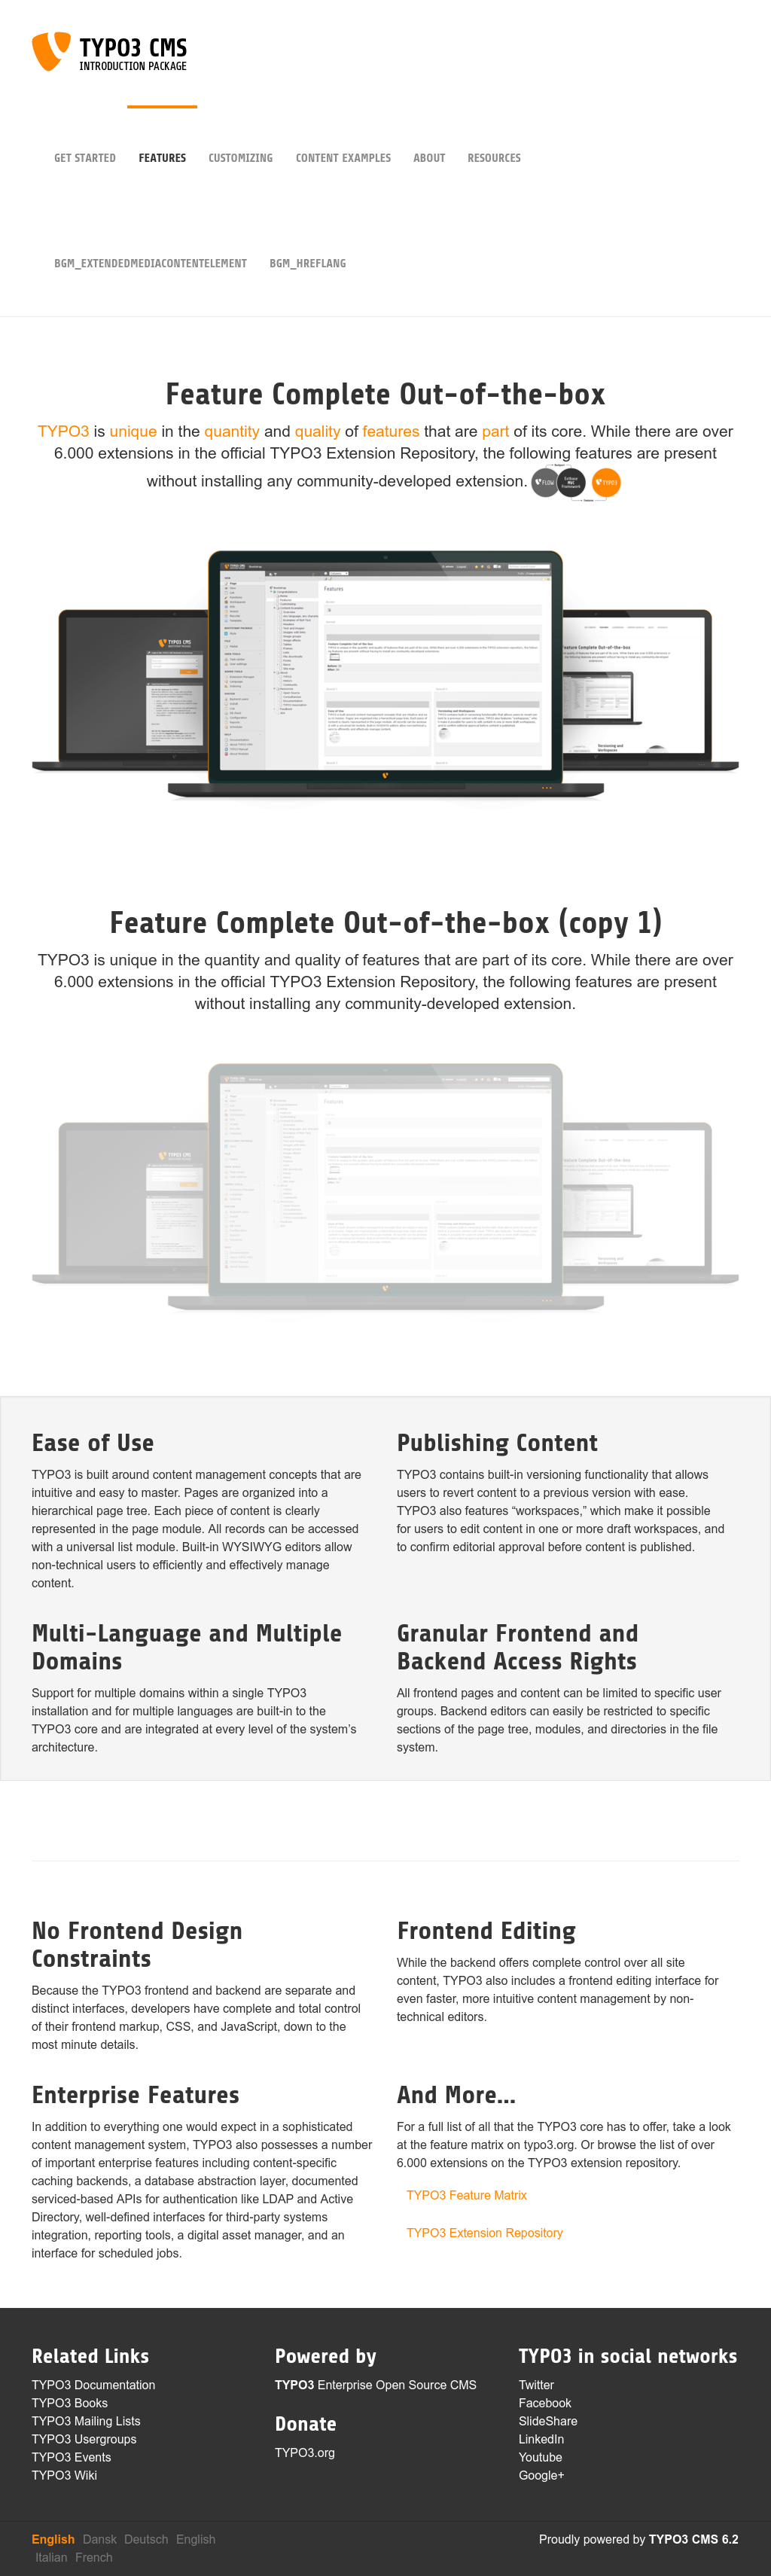 TYPO3 CMS
INTRODUCTION PACKAGE
GET STARTED FEATURES CUSTOMIZING CONTENT EXAMPLES ABOUT RESOURCES
BGM_EXTENDEDMEDIACONTENTELEMENT BGM_HREFLANG
Feature Complete Out-of-the-box
TYPO3 is unique in the quantity and quality of features that are part of its core. While there are over
6.000 extensions in the official TYPO3 Extension Repository, the following features are present
without installing any community-developed extension.
FLOW
TYPO3
TYPO3 CMS
Features
Feature Complete Out-of-the-box (copy 1)
TYPO3 is unique in the quantity and quality of features that are part of its core. While there are over
6.000 extensions in the official TYPO3 Extension Repository, the following features are present
without installing any community-developed extension.
Features
Ease of Use
TYPO3 is built around content management concepts that are
intuitive and easy to master. Pages are organized into a
hierarchical page tree. Each piece of content is clearly
represented in the page module. All records can be accessed
with a universal list module. Built-in WYSIWYG editors allow
non-technical users to efficiently and effectively manage
content.
Publishing Content
TYPO3 contains built-in versioning functionality that allows
users to revert content to a previous version with ease.
TYPO3 also features “workspaces,” which make it possible
for users to edit content in one or more draft workspaces, and
to confirm editorial approval before content is published.
Multi-Language and Multiple
Domains
Support for multiple domains within a single TYPO3
installation and for multiple languages are built-in to the
TYPO3 core and are integrated at every level of the system’s
architecture.
Granular Frontend and
Backend Access Rights
All frontend pages and content can be limited to specific user
groups. Backend editors can easily be restricted to specific
sections of the page tree, modules, and directories in the file
system.
No Frontend Design
Constraints
Because the TYPO3 frontend and backend are separate and
distinct interfaces, developers have complete and total control
of their frontend markup, CSS, and JavaScript, down to the
most minute details.
Frontend Editing
While the backend offers complete control over all site
content, TYPO3 also includes a frontend editing interface for
even faster, more intuitive content management by non-
technical editors.
Enterprise Features
In addition to everything one would expect in a sophisticated
content management system, TYPO3 also possesses a number
of important enterprise features including content-specific
caching backends, a database abstraction layer, documented
serviced-based APIs for authentication like LDAP and Active
Directory, well-defined interfaces for third-party systems
integration, reporting tools, a digital asset manager, and an
interface for scheduled jobs.
And More...
For a full list of all that the TYPO3 core has to offer, take a look
at the feature matrix on typo3.org. Or browse the list of over
6.000 extensions on the TYPO3 extension repository.
TYPO3 Feature Matrix
TYPO3 Extension Repository
Related Links
TYPO3 Documentation
TYPO3 Books
TYPO3 Mailing Lists
TYPO3 Usergroups
TYPO3 Events
TYPO3 Wiki
Powered by
TYPO3 Enterprise Open Source CMS
Donate
TYPO3.org
TYPO3 in social networks
Twitter
Facebook
SlideShare
LinkedIn
Youtube
Google+
English Dansk Deutsch English
Italian French
Proudly powered by TYPO3 CMS 6.2